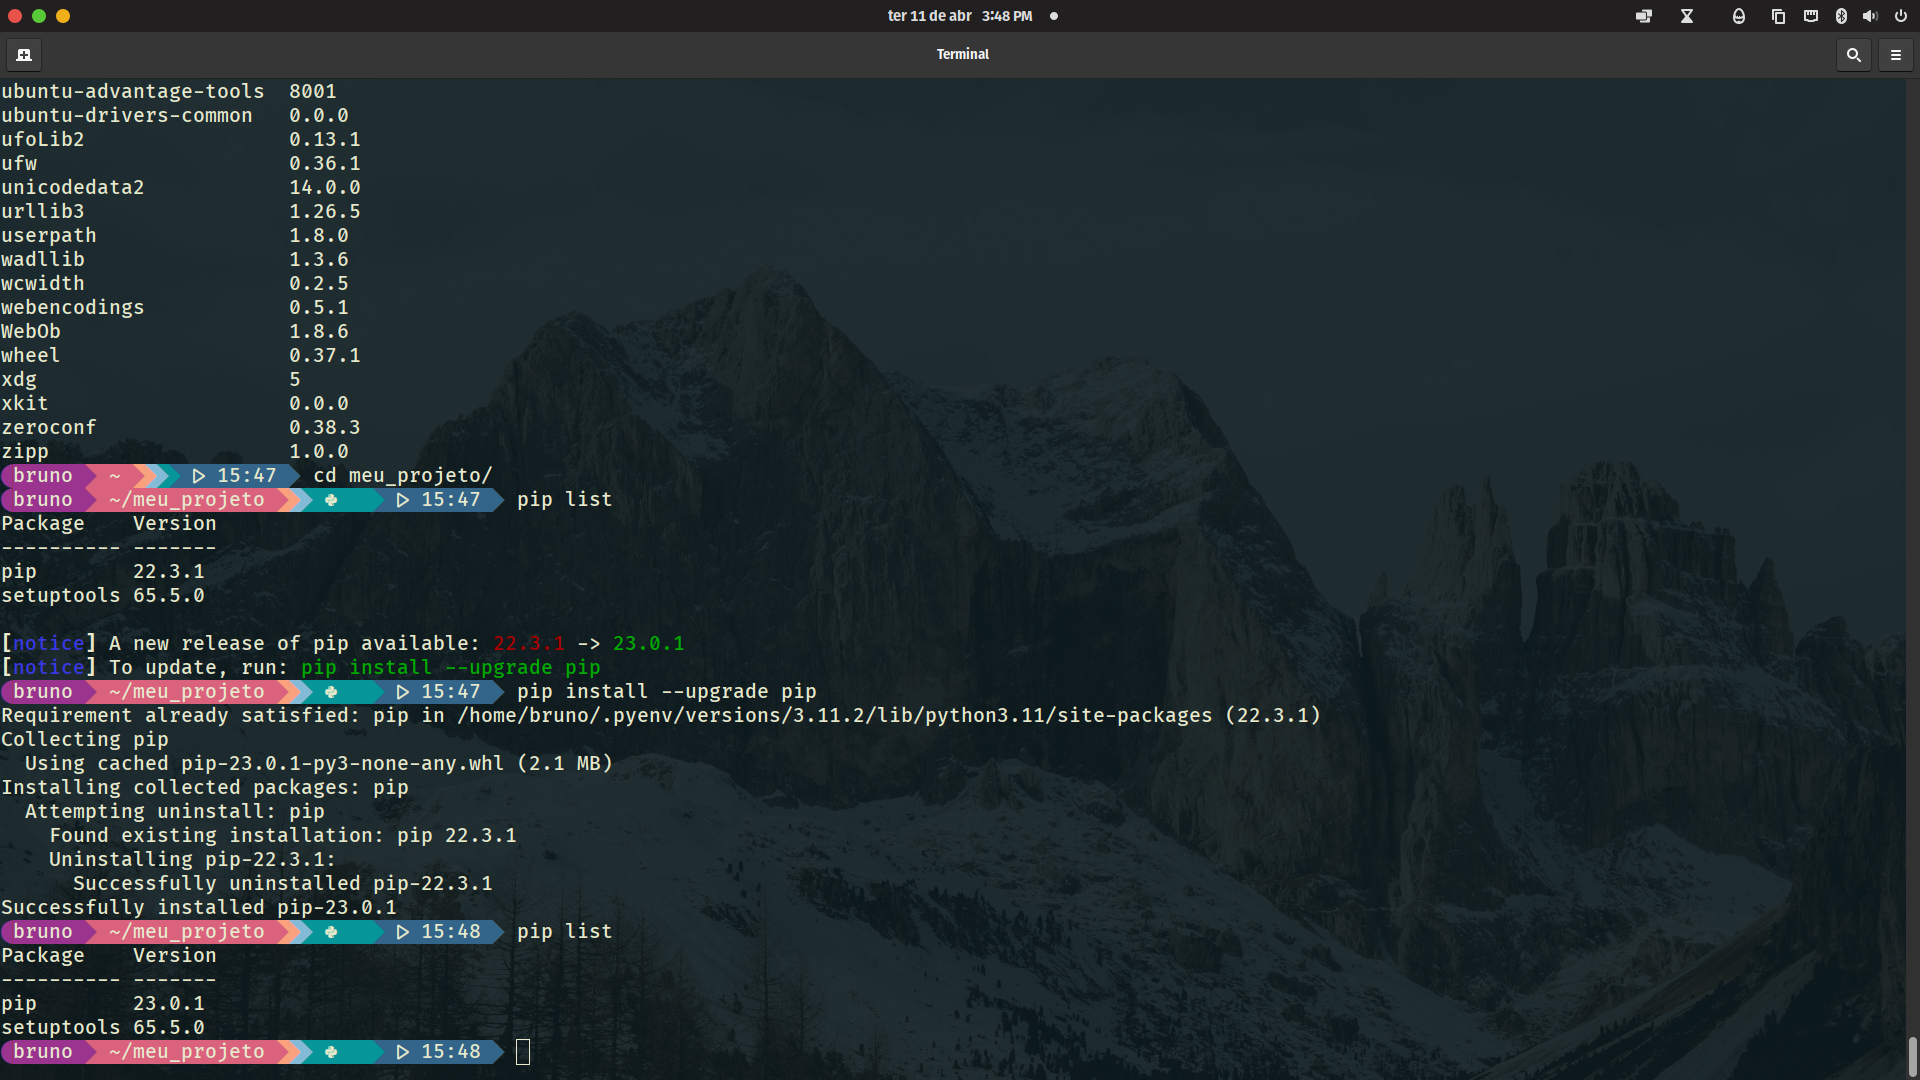 ter 11 de abr 3:48 PM
Terminal
ubuntu-advantage-tools 8001
ubuntu-drivers-common 0.0.0
ufoLib2 0.13.1
ufw 0.36.1
unicodedata2 14.0.0
urllib3 1.26.5
userpath 1.8.0
wadllib 1.3.6
wcwidth 0.2.5
webencodings 0.5.1
WebOb 1.8.6
wheel 0.37.1
xdg 5
xkit 0.0.0
zeroconf 0.38.3
zipp 1.0.0
bruno ~ 15:47 cd meu_projeto/
bruno ~/meu_projeto 15:47 pip list
Package Version
---------- -------
pip 22.3.1
setuptools 65.5.0
[notice] A new release of pip available: 22.3.1 -> 23.0.1
[notice] To update, run: pip install --upgrade pip
bruno ~/meu_projeto 15:47 pip install --upgrade pip
Requirement already satisfied: pip in /home/bruno/.pyenv/versions/3.11.2/lib/python3.11/site-packages (22.3.1)
Collecting pip
Using cached pip-23.0.1-py3-none-any.whl (2.1 MB)
Installing collected packages: pip
Attempting uninstall: pip
Found existing installation: pip 22.3.1
Uninstalling pip-22.3.1:
Successfully uninstalled pip-22.3.1
Successfully installed pip-23.0.1
bruno ~/meu_projeto 15:48 pip list
Package Version
---------- -------
pip 23.0.1
setuptools 65.5.0
bruno ~/meu_projeto 15:48